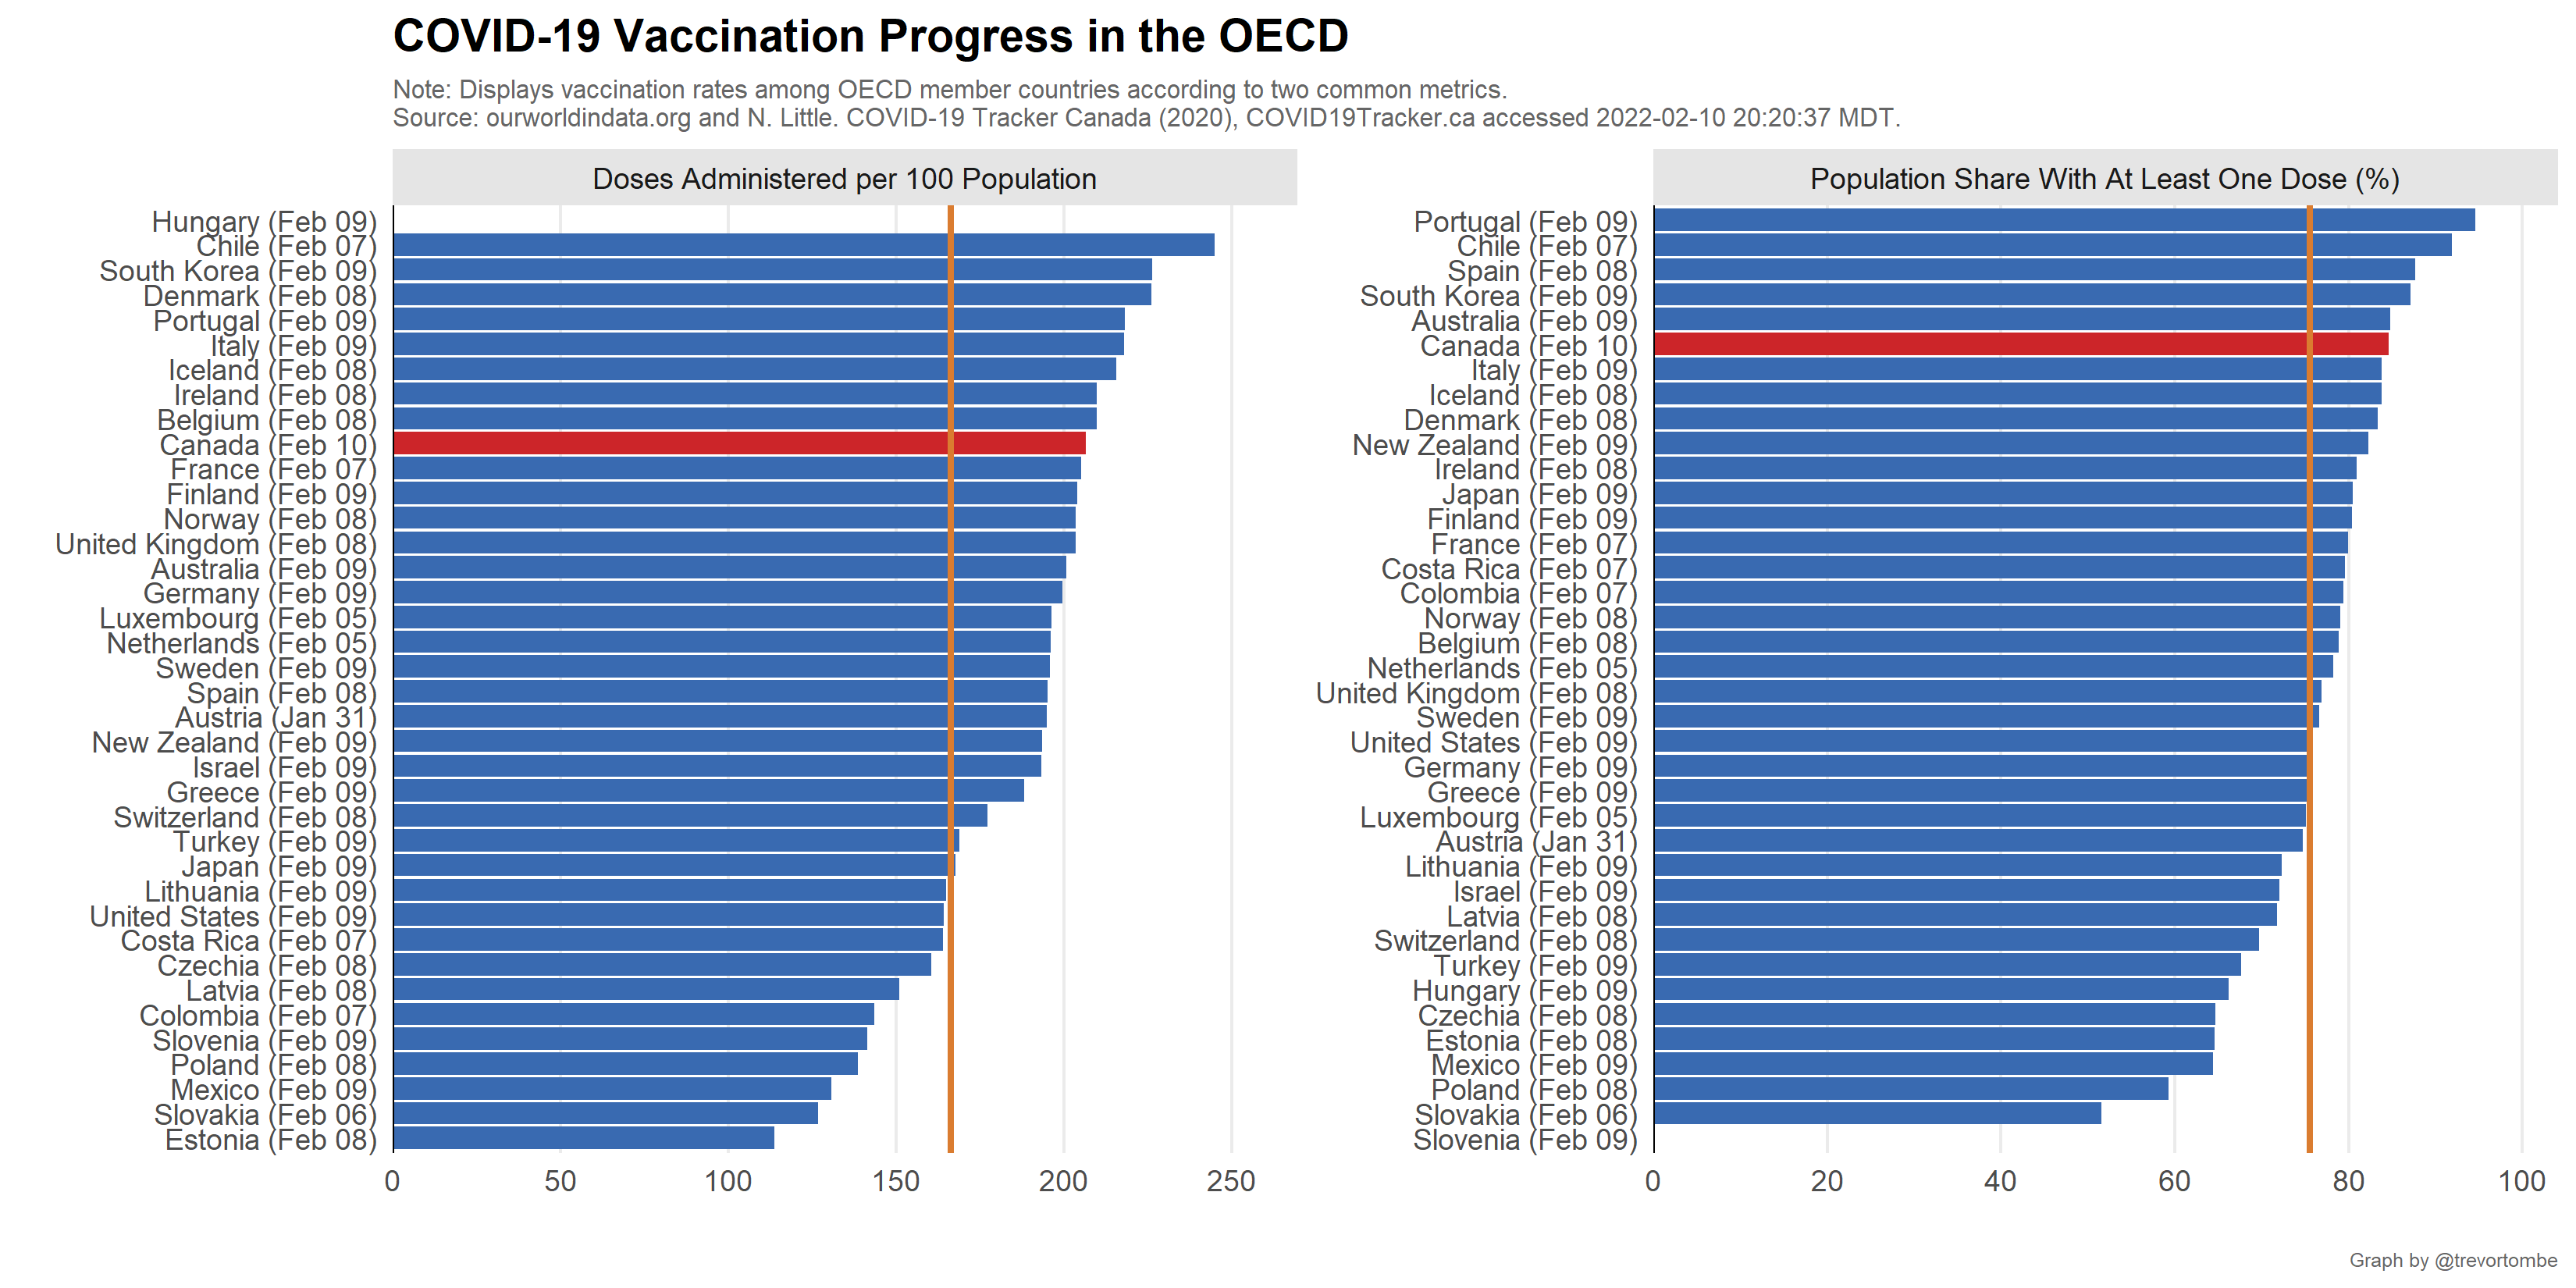 COVID-19 Vaccination Progress in the OECD
Note: Displays vaccination rates among OECD member countries according to two common metrics.
Source: ourworldindata.org and N. Little. COVID-19 Tracker Canada (2020), COVID19Tracker.ca accessed 2022-02-10 20:20:37 MDT.
Doses Administered per 100 Population
Hungary (Feb 09)
Chile (Feb 07)
South Korea (Feb 09)
Denmark (Feb 08)
Portugal (Feb 09)
Italy (Feb 09)
Iceland (Feb 08)
Ireland (Feb 08)
Belgium (Feb 08)
Canada (Feb 10)
France (Feb 07)
Finland (Feb 09)
Norway (Feb 08)
United Kingdom (Feb 08)
Australia (Feb 09)
Germany (Feb 09)
Luxembourg (Feb 05)
Netherlands (Feb 05)
Sweden (Feb 09)
Spain (Feb 08)
Austria (Jan 31)
New Zealand (Feb 09)
Israel (Feb 09)
Greece (Feb 09)
Switzerland (Feb 08)
Turkey (Feb 09)
Japan (Feb 09)
Lithuania (Feb 09)
United States (Feb 09)
Costa Rica (Feb 07)
Czechia (Feb 08)
Latvia (Feb 08)
Colombia (Feb 07)
Slovenia (Feb 09)
Poland (Feb 08)
Mexico (Feb 09)
Slovakia (Feb 06)
Estonia (Feb 08)
0 50 100 150 200 250
Population Share With At Least One Dose (%)
Portugal (Feb 09)
Chile (Feb 07)
Spain (Feb 08)
South Korea (Feb 09)
Australia (Feb 09)
Canada (Feb 10)
Italy (Feb 09)
Iceland (Feb 08)
Denmark (Feb 08)
New Zealand (Feb 09)
Ireland (Feb 08)
Japan (Feb 09)
Finland (Feb 09)
France (Feb 07)
Costa Rica (Feb 07)
Colombia (Feb 07)
Norway (Feb 08)
Belgium (Feb 08)
Netherlands (Feb 05)
United Kingdom (Feb 08)
Sweden (Feb 09)
United States (Feb 09)
Germany (Feb 09)
Greece (Feb 09)
Luxembourg (Feb 05)
Austria (Jan 31)
Lithuania (Feb 09)
Israel (Feb 09)
Latvia (Feb 08)
Switzerland (Feb 08)
Turkey (Feb 09)
Hungary (Feb 09)
Czechia (Feb 08)
Estonia (Feb 08)
Mexico (Feb 09)
Poland (Feb 08)
Slovakia (Feb 06)
Slovenia (Feb 09)
0 20 40 60 80 100
Graph by @trevortombe